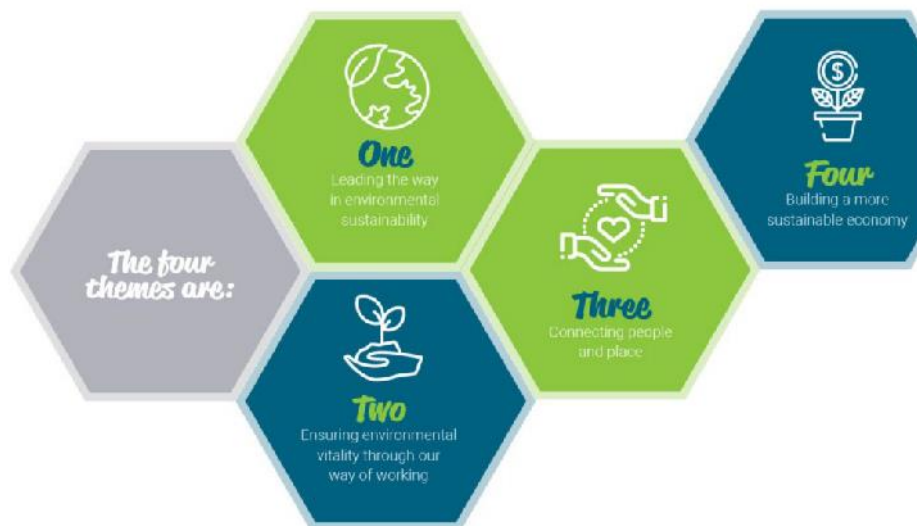 The four
themes are:
One
Leading the way
in environmental
sustainability
Two
Ensuring environmental
vitality through our
way of working
Three
Connecting people
and place
$
Four
Building a more
sustainable economy